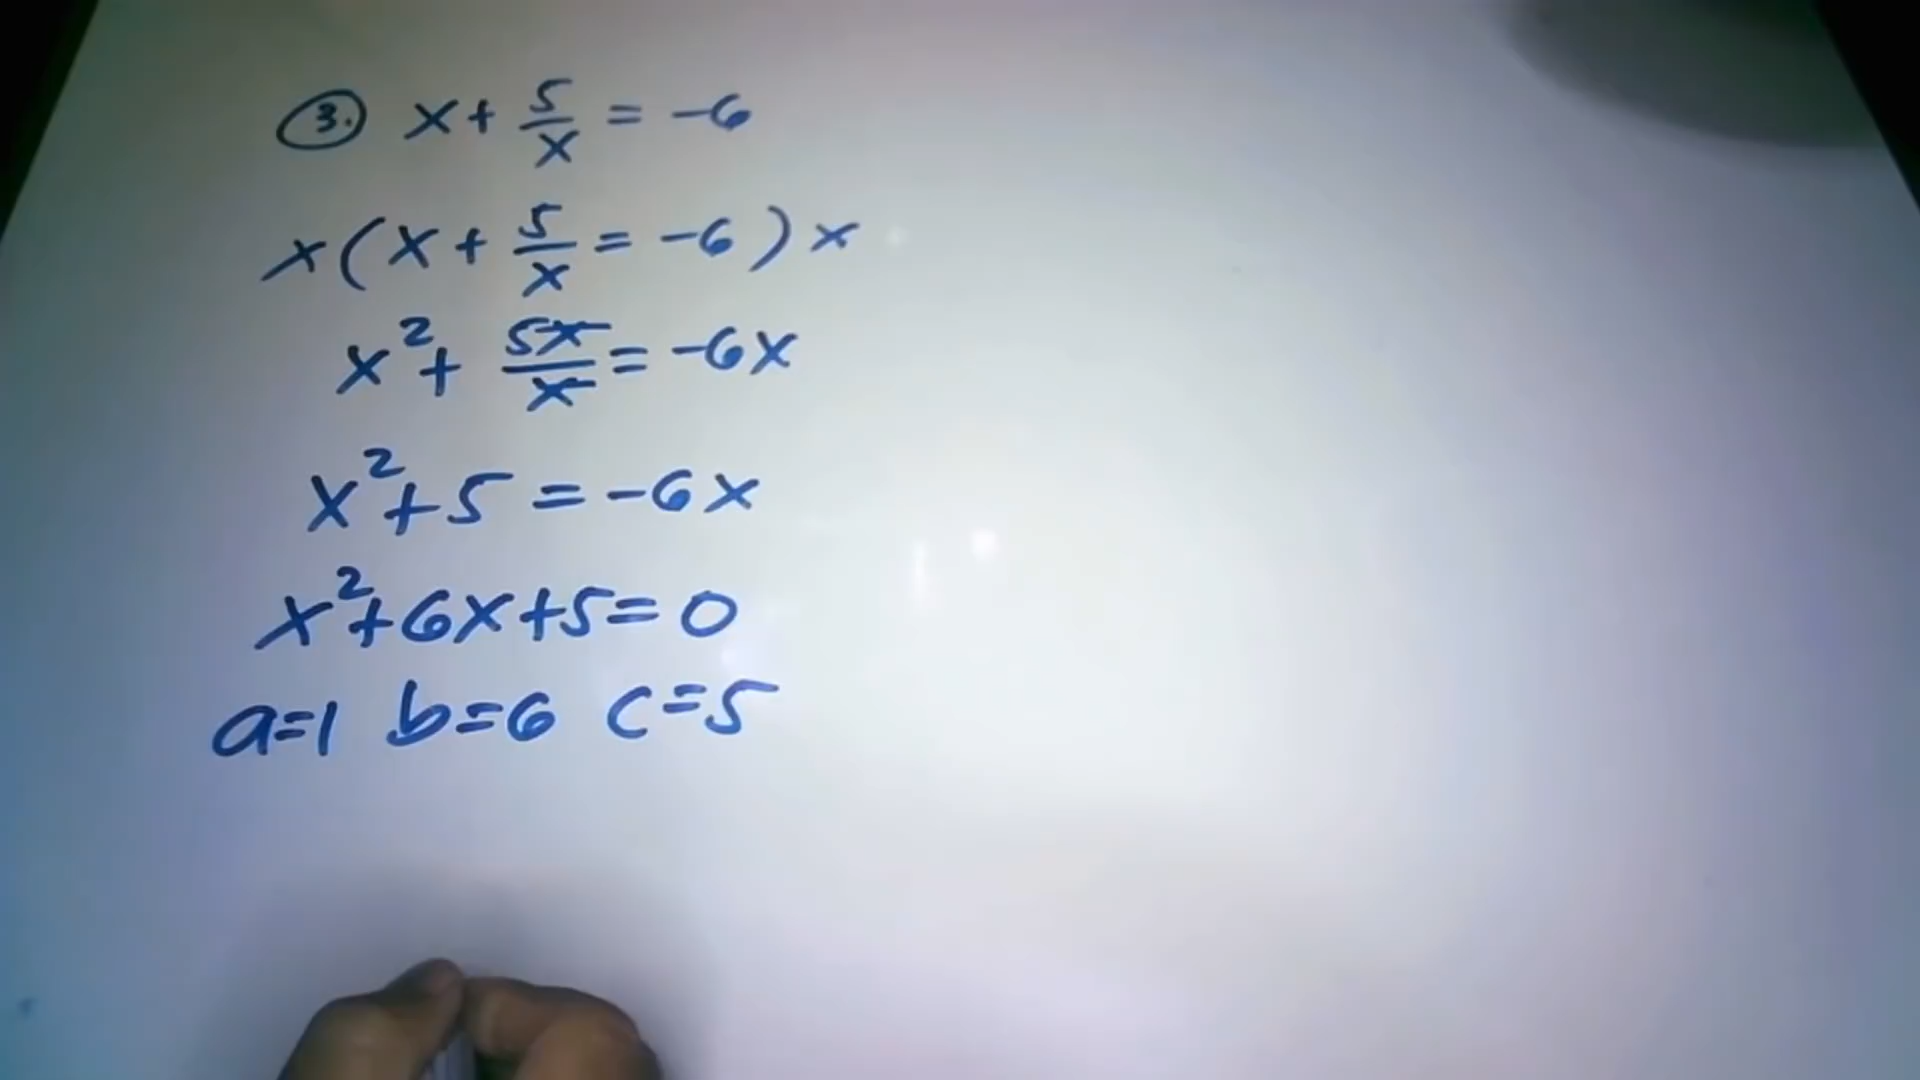 3. x + 5/x = -6
x(x + 5/x = -6)x
x² + 5x/x = -6x
x² + 5 = -6x
x² + 6x + 5 = 0
a=1 b=6 c=5